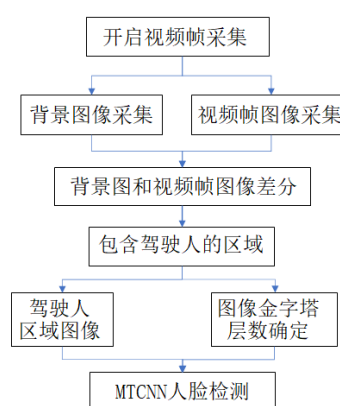 开启视频帧采集
背景图像采集
视频帧图像采集
背景图和视频帧图像差分
包含驾驶人的区域
驾驶人
区域图像
图像金字塔
层数确定
MTCNN人脸检测